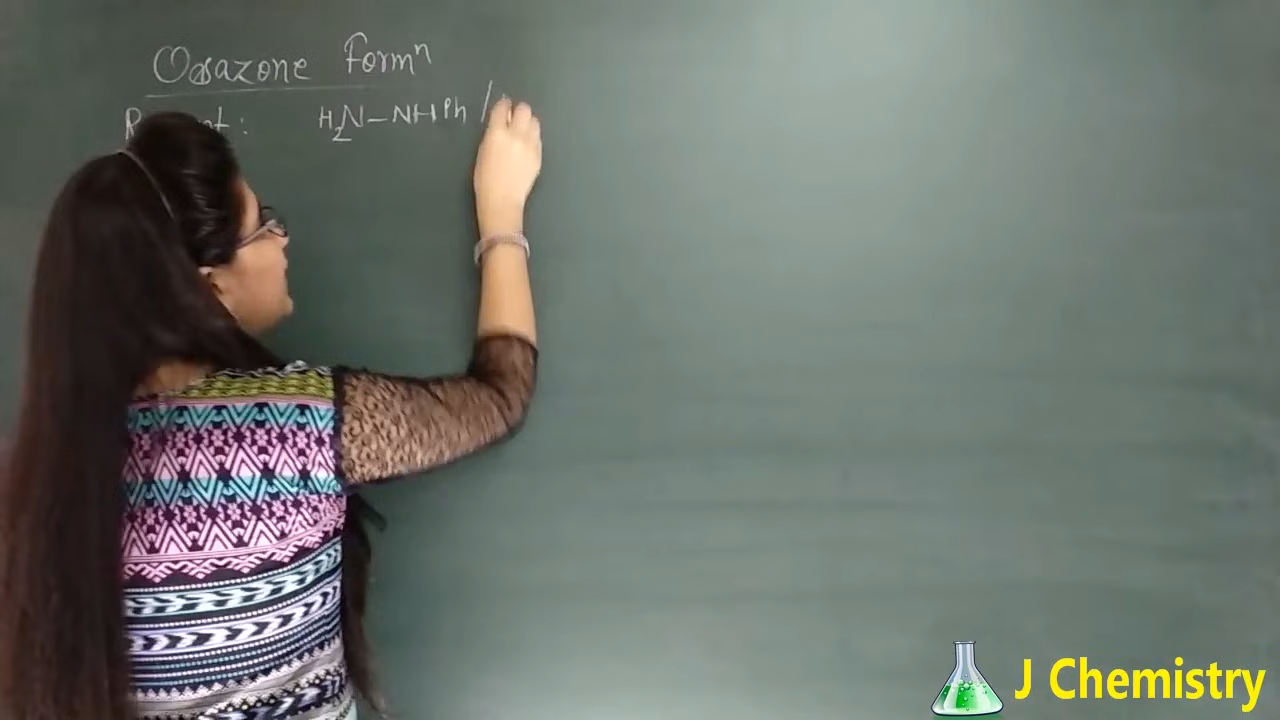 Osazone Formⁿ
: H₂N–NHPh /
J Chemistry